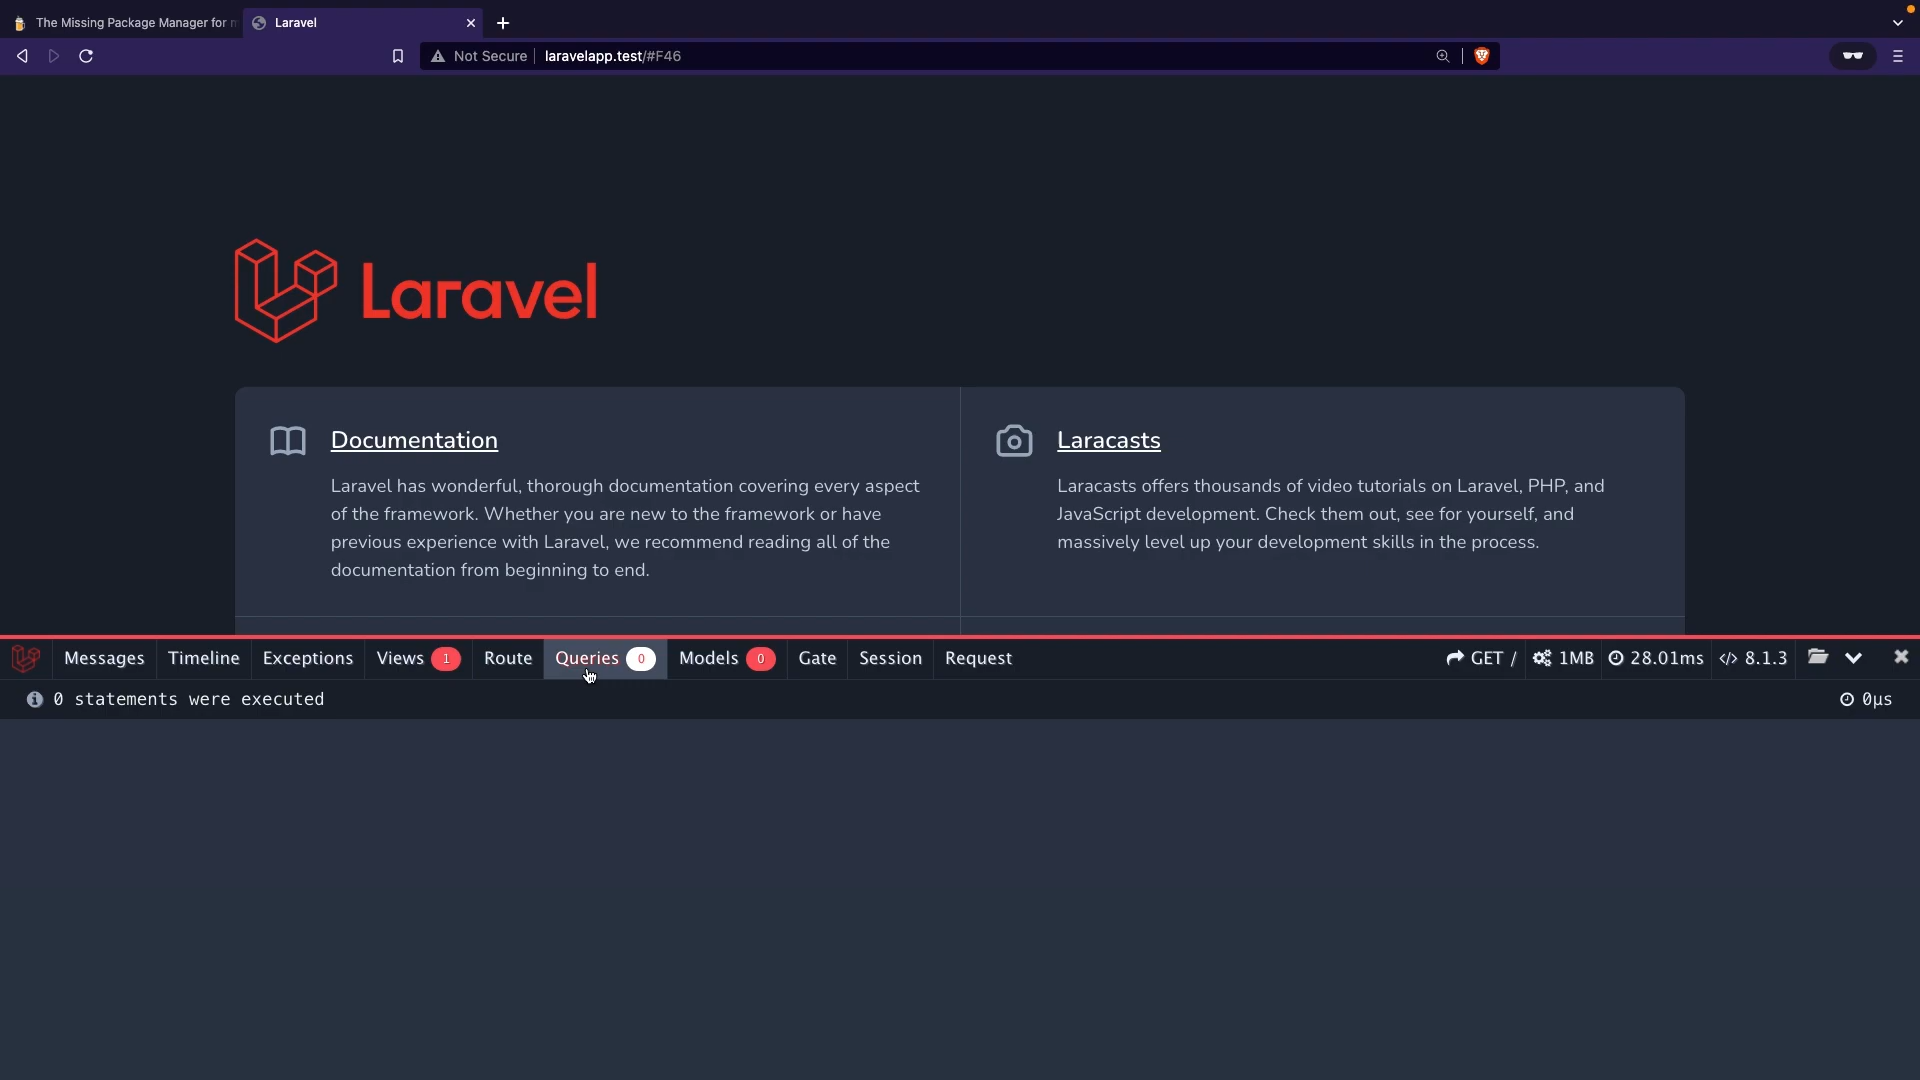 The Missing Package Manager for m
Laravel
Not Secure
laravelapp.test/#F46
Laravel
Documentation
Laravel has wonderful, thorough documentation covering every aspect
of the framework. Whether you are new to the framework or have
previous experience with Laravel, we recommend reading all of the
documentation from beginning to end.
Laracasts
Laracasts offers thousands of video tutorials on Laravel, PHP, and
JavaScript development. Check them out, see for yourself, and
massively level up your development skills in the process.
Messages Timeline Exceptions Views 1 Route Queries 0 Models 0 Gate Session Request GET / 1MB 28.01ms </> 8.1.3
0 statements were executed 0μs